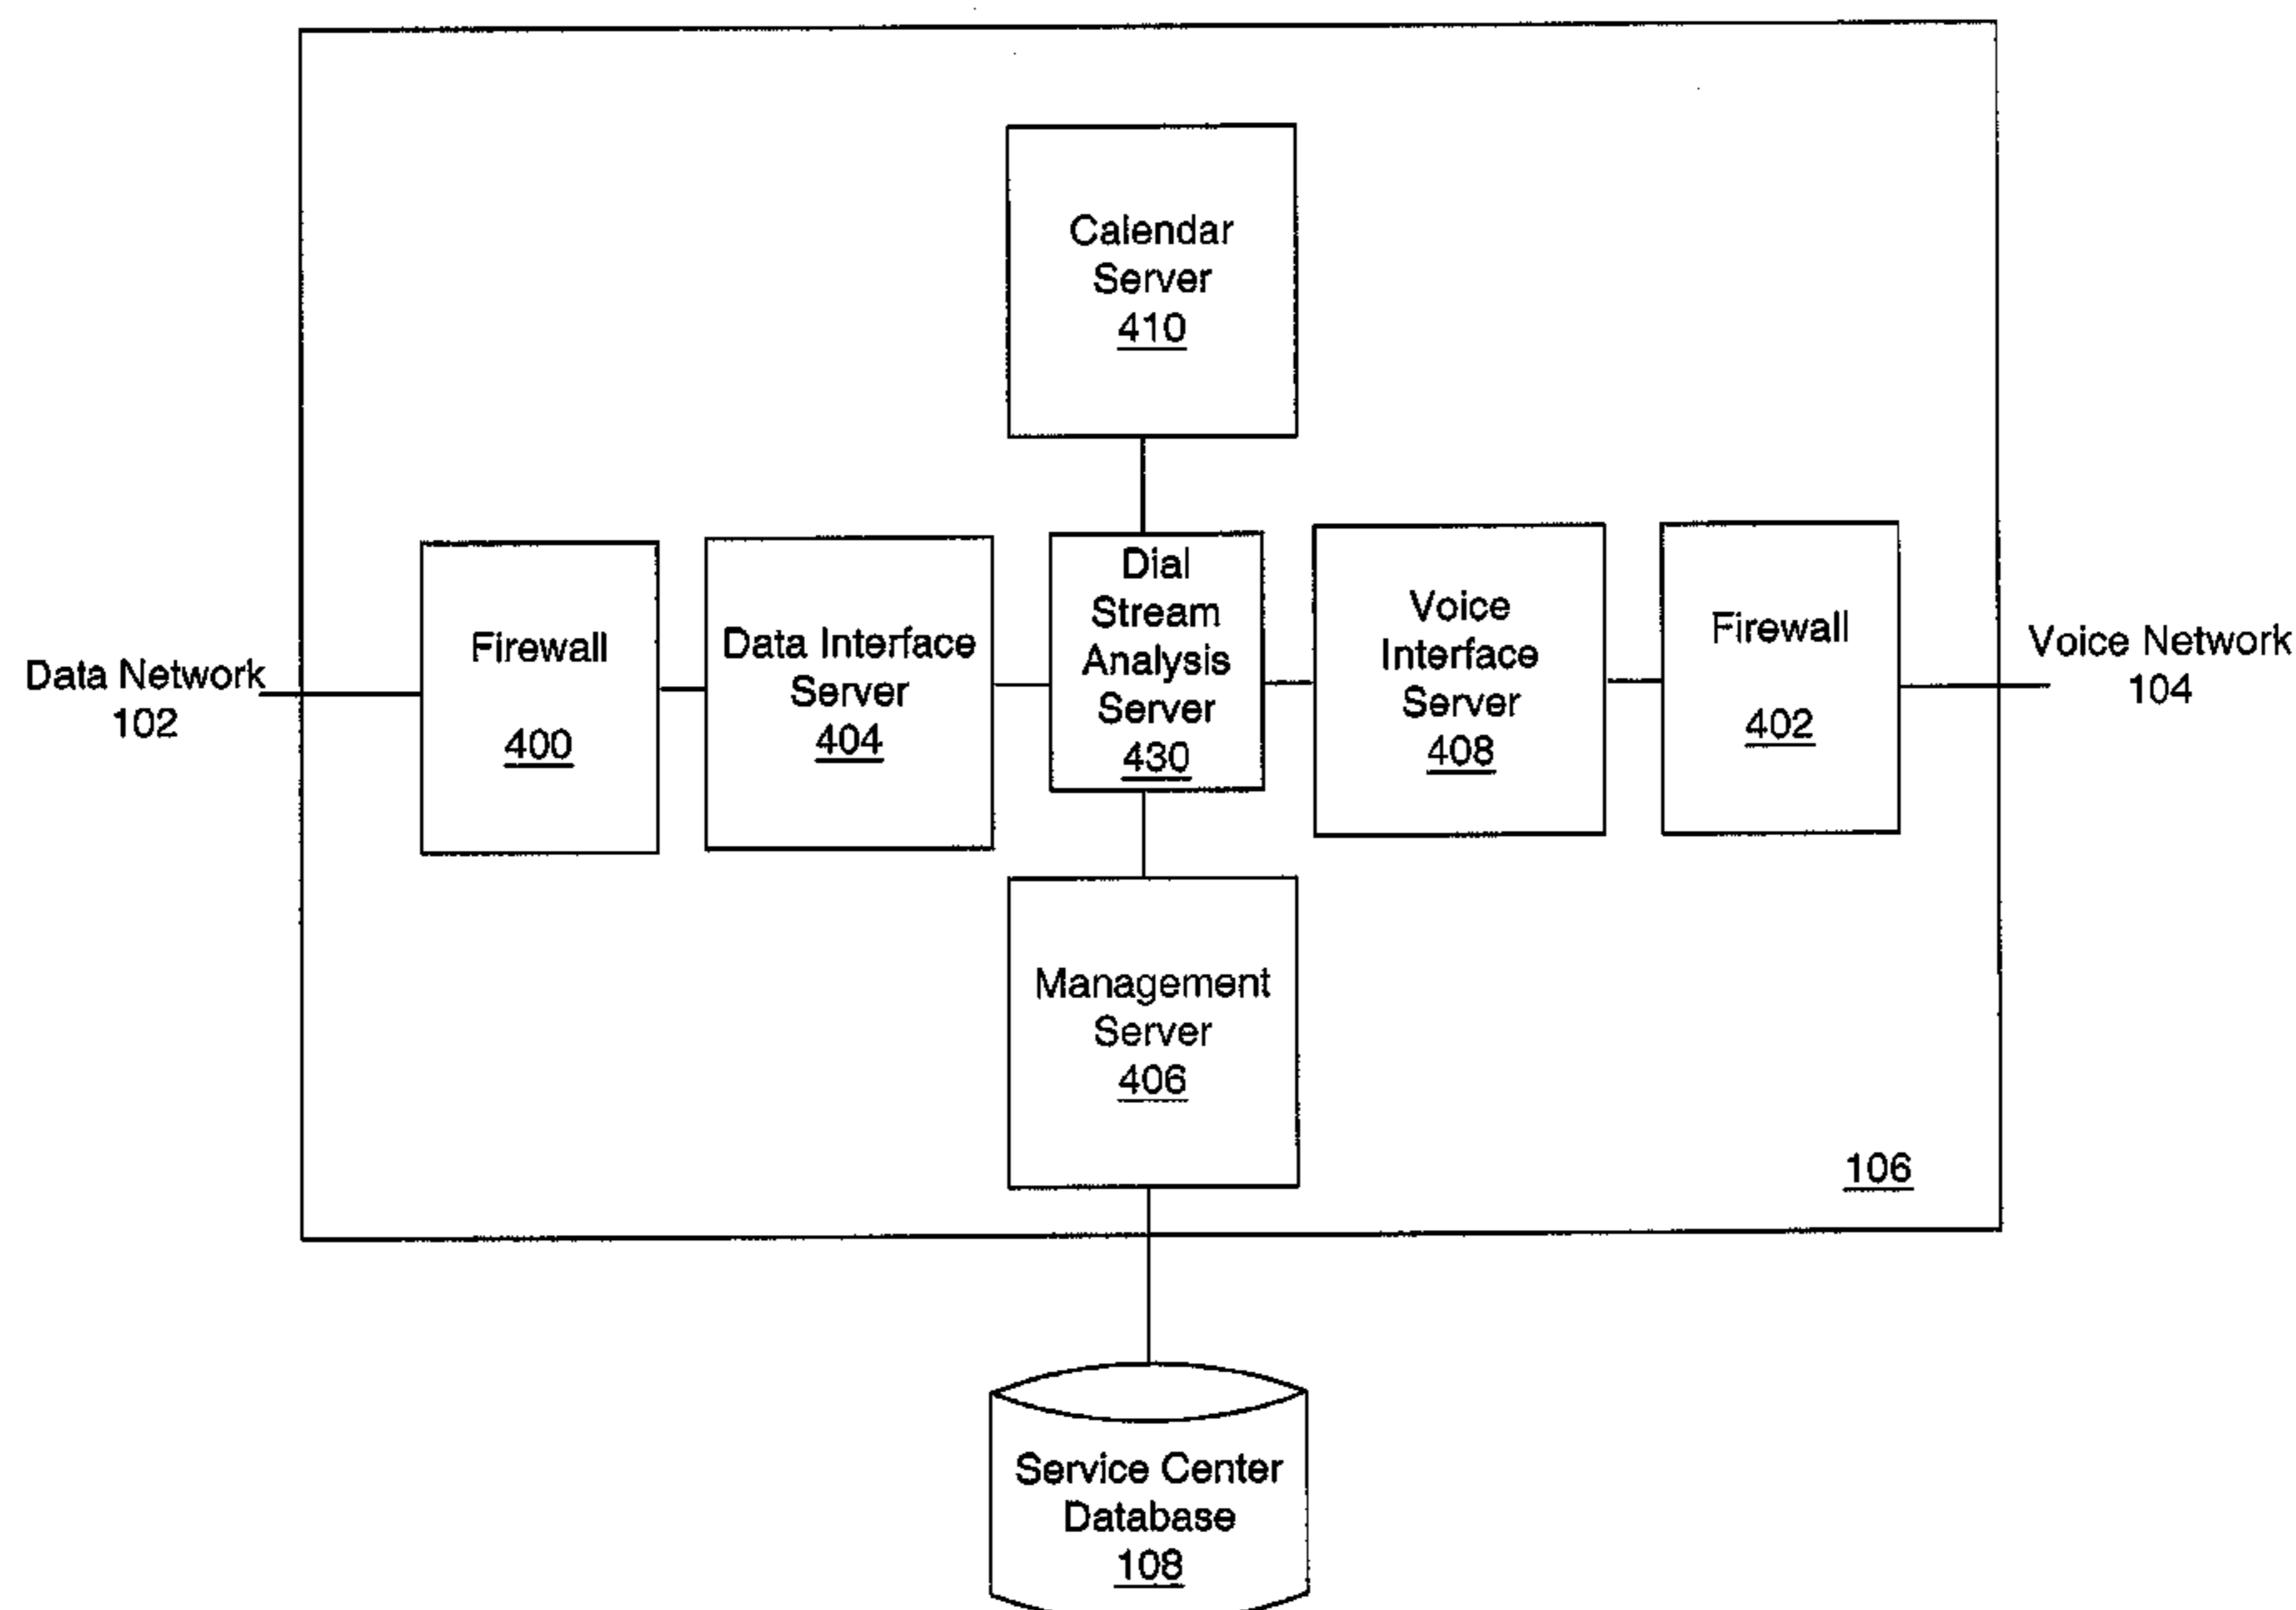 Calendar
Server
410
Data Network
102
Firewall
400
Data Interface
Server
404
Dial
Stream
Analysis
Server
430
Voice
Interface
Server
408
Firewall
402
Voice Network
104
Management
Server
406
106
Service Center
Database
108